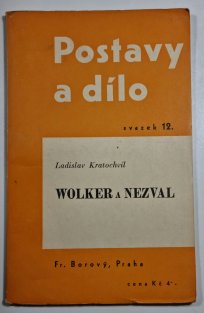 Postavy
a dílo
svazek 12.
Ladislav Kratochvíl
WOLKER A NEZVAL
Fr. Borový, Praha
cena Kč 4·-